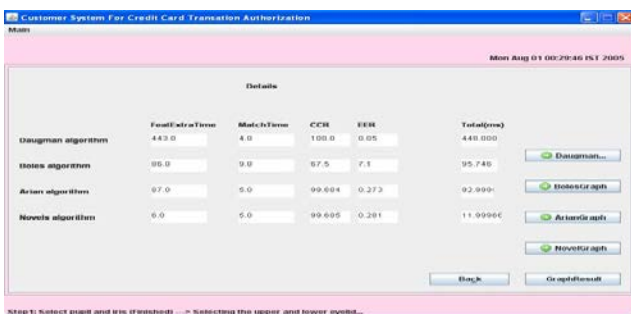 Customer System For Credit Card Transation Authorization
Main
Mon Aug 01 00:29:46 IST 2005
Details
FeatExtraTime MatchTime CCR EER Total(ms)
Daugman algorithm 443.0 4.0 100.0 0.05 448.000
Boles algorithm 86.0 9.0 67.5 7.1 95.746
Arian algorithm 87.0 5.0 99.604 0.273 92.999
Novels algorithm 6.0 5.0 99.605 0.281 11.99996
Daugman...
BolesGraph
ArianGraph
NovelGraph
Back GraphResult
Step1: Select pupil and iris (Finished) ---> Selecting the upper and lower eyelid...